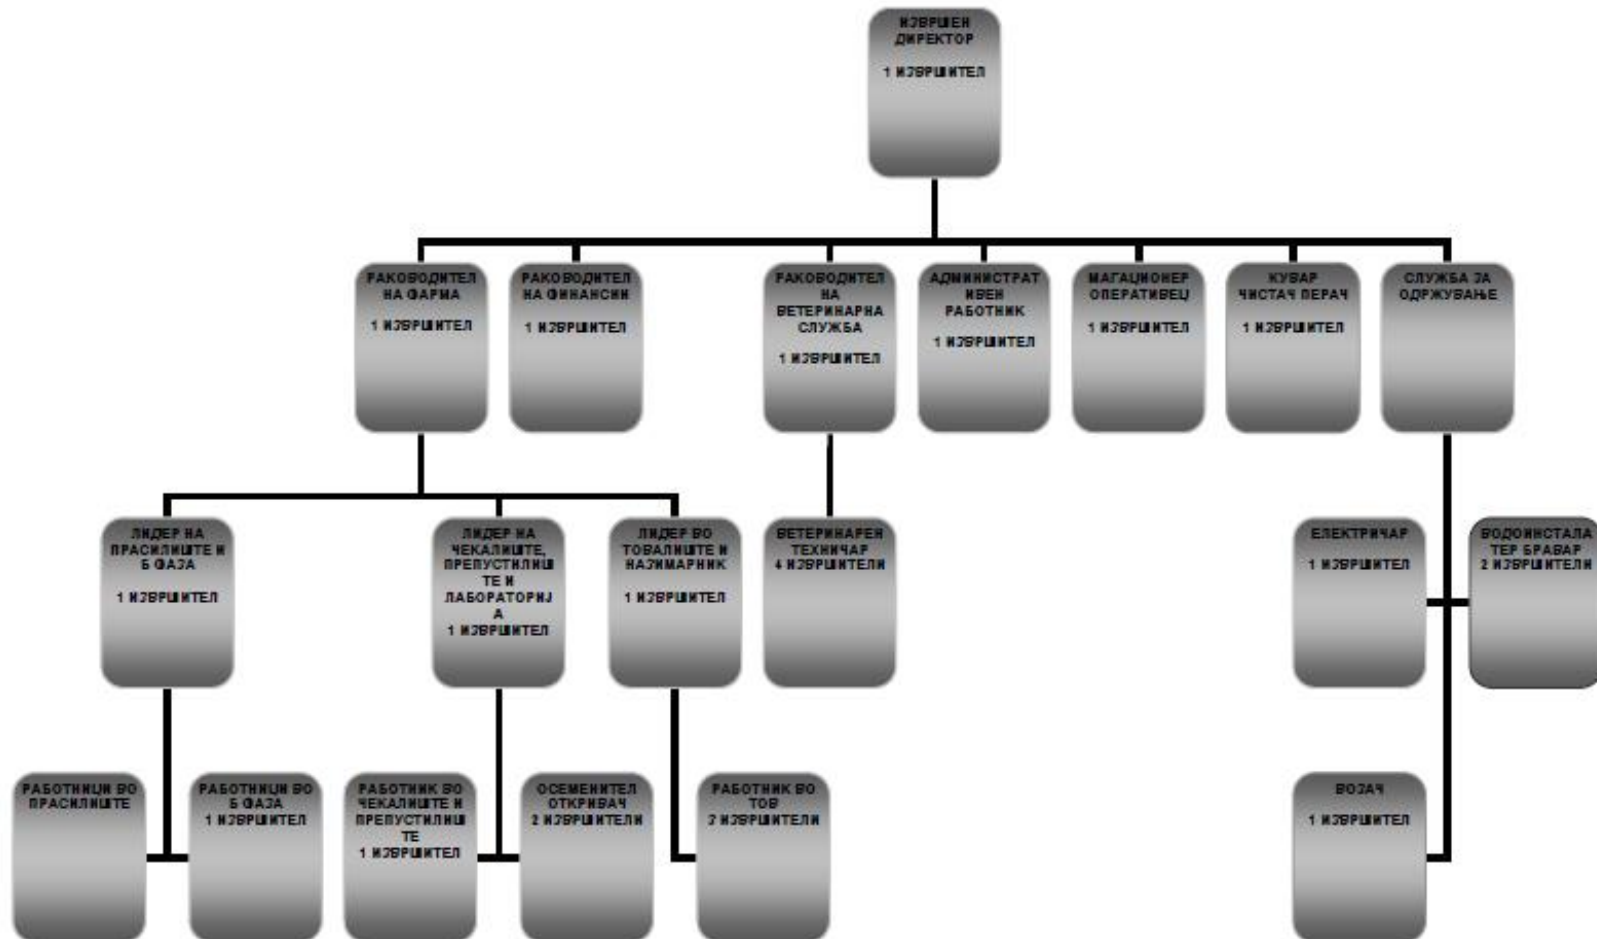 ИЗВРШЕН
ДИРЕКТОР
1 ИЗВРШИТЕЛ
РАКОВОДИТЕЛ
НА ФАРМА
1 ИЗВРШИТЕЛ
РАКОВОДИТЕЛ
НА ФИНАНСИИ
1 ИЗВРШИТЕЛ
РАКОВОДИТЕЛ
НА
ВЕТЕРИНАРНА
СЛУЖБА
1 ИЗВРШИТЕЛ
АДМИНИСТРАТ
ИВЕН
РАБОТНИК
1 ИЗВРШИТЕЛ
МАГАЦИОНЕР
ОПЕРАТИВЕЦ
1 ИЗВРШИТЕЛ
КУВАР
ЧИСТАЧ ПЕРАЧ
1 ИЗВРШИТЕЛ
СЛУЖБА ЗА
ОДРЖУВАЊЕ
ЛИДЕР НА
ПРАСИЛИШТЕ И
Б ФАЗА
1 ИЗВРШИТЕЛ
ЛИДЕР НА
ЧЕКАЛИШТЕ,
ПРЕПУСТИЛИШ
ТЕ И
ЛАБОРАТОРИЈ
А
1 ИЗВРШИТЕЛ
ЛИДЕР ВО
ТОВАЛИШТЕ И
НАЗИМАРНИК
1 ИЗВРШИТЕЛ
ВЕТЕРИНАРЕН
ТЕХНИЧАР
4 ИЗВРШИТЕЛИ
ЕЛЕКТРИЧАР
1 ИЗВРШИТЕЛ
ВОДОИНСТАЛА
ТЕР БРАВАР
2 ИЗВРШИТЕЛИ
РАБОТНИЦИ ВО
ПРАСИЛИШТЕ
РАБОТНИЦИ ВО
Б ФАЗА
1 ИЗВРШИТЕЛ
РАБОТНИК ВО
ЧЕКАЛИШТЕ И
ПРЕПУСТИЛИШ
ТЕ
1 ИЗВРШИТЕЛ
ОСЕМЕНИТЕЛ
ОТКРИВАЧ
2 ИЗВРШИТЕЛИ
РАБОТНИК ВО
ТОВ
ИЗВРШИТЕЛИ
ВОЗАЧ
1 ИЗВРШИТЕЛ